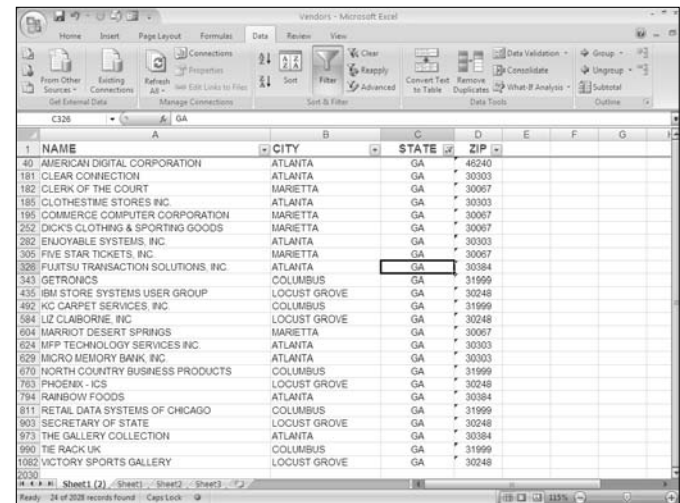 Vendors - Microsoft Excel
Home Insert Page Layout Formulas Data Review View
From Other Sources Existing Connections Refresh All Connections Properties Edit Links to Files Sort Filter Clear Reapply Advanced Convert Text to Table Remove Duplicates Data Validation Consolidate What-If Analysis Group Ungroup Subtotal
Get External Data Manage Connections Sort & Filter Data Tools Outline
C326 GA
A B C D E F G
1 NAME CITY STATE ZIP
40 AMERICAN DIGITAL CORPORATION ATLANTA GA 46240
181 CLEAR CONNECTION ATLANTA GA 30303
182 CLERK OF THE COURT MARIETTA GA 30067
185 CLOTHESTIME STORES INC. ATLANTA GA 30303
195 COMMERCE COMPUTER CORPORATION MARIETTA GA 30067
252 DICK'S CLOTHING & SPORTING GOODS MARIETTA GA 30067
282 ENJOYABLE SYSTEMS, INC. ATLANTA GA 30303
305 FIVE STAR TICKETS, INC. MARIETTA GA 30067
326 FUJITSU TRANSACTION SOLUTIONS, INC. ATLANTA GA 30384
343 GETRONICS COLUMBUS GA 31999
435 IBM STORE SYSTEMS USER GROUP LOCUST GROVE GA 30248
492 KC CARPET SERVICES, INC. COLUMBUS GA 31999
584 LIZ CLAIBORNE, INC LOCUST GROVE GA 30248
604 MARRIOT DESERT SPRINGS MARIETTA GA 30067
624 MFP TECHNOLOGY SERVICES INC. ATLANTA GA 30303
629 MICRO MEMORY BANK, INC. ATLANTA GA 30303
670 NORTH COUNTRY BUSINESS PRODUCTS COLUMBUS GA 31999
763 PHOENIX - ICS LOCUST GROVE GA 30248
794 RAINBOW FOODS ATLANTA GA 30384
811 RETAIL DATA SYSTEMS OF CHICAGO COLUMBUS GA 31999
903 SECRETARY OF STATE LOCUST GROVE GA 30248
973 THE GALLERY COLLECTION ATLANTA GA 30384
990 TIE RACK UK COLUMBUS GA 31999
1082 VICTORY SPORTS GALLERY LOCUST GROVE GA 30248
2030
Sheet1 (2) Sheet1 Sheet2 Sheet3
Ready 24 of 2028 records found Caps Lock 115%